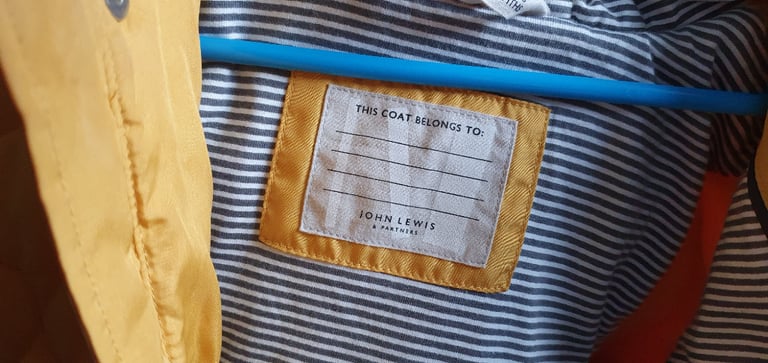 THIS COAT BELONGS TO:
JOHN LEWIS
& PARTNERS